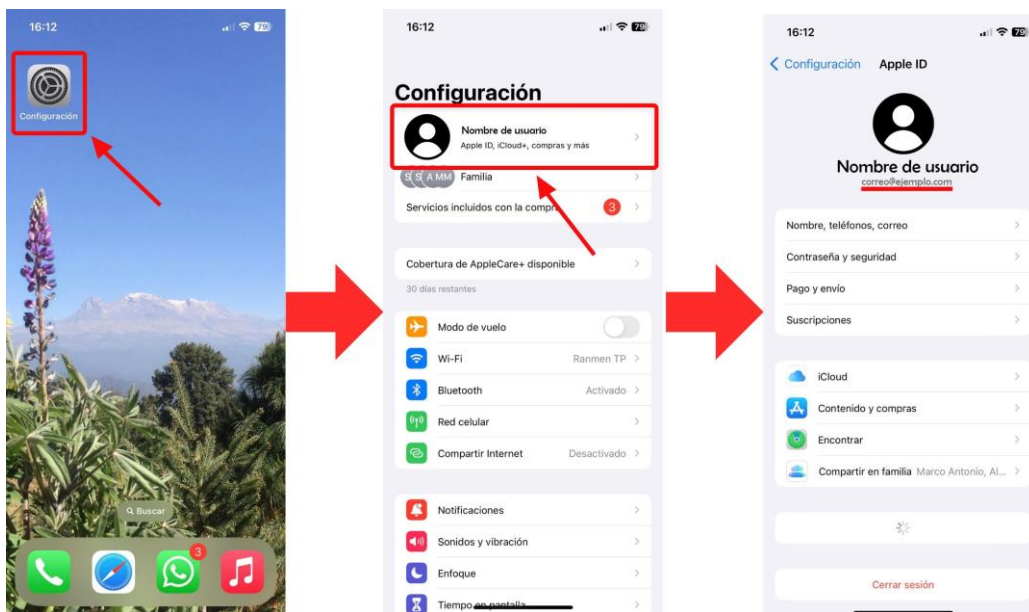 16:12
79
Configuración
Buscar
3
16:12
79
Configuración
Nombre de usuario
Apple ID, iCloud+, compras y más
S S A MM Familia
Servicios incluidos con la compra
3
Cobertura de AppleCare+ disponible
30 días restantes
Modo de vuelo
Wi-Fi Ranmen TP
Bluetooth Activado
Red celular
Compartir Internet Desactivado
Notificaciones
Sonidos y vibración
Enfoque
Tiempo en pantalla
16:12
79
Configuración Apple ID
Nombre de usuario
correo@ejemplo.com
Nombre, teléfonos, correo
Contraseña y seguridad
Pago y envío
Suscripciones
iCloud
Contenido y compras
Encontrar
Compartir en familia Marco Antonio, Al...
Cerrar sesión